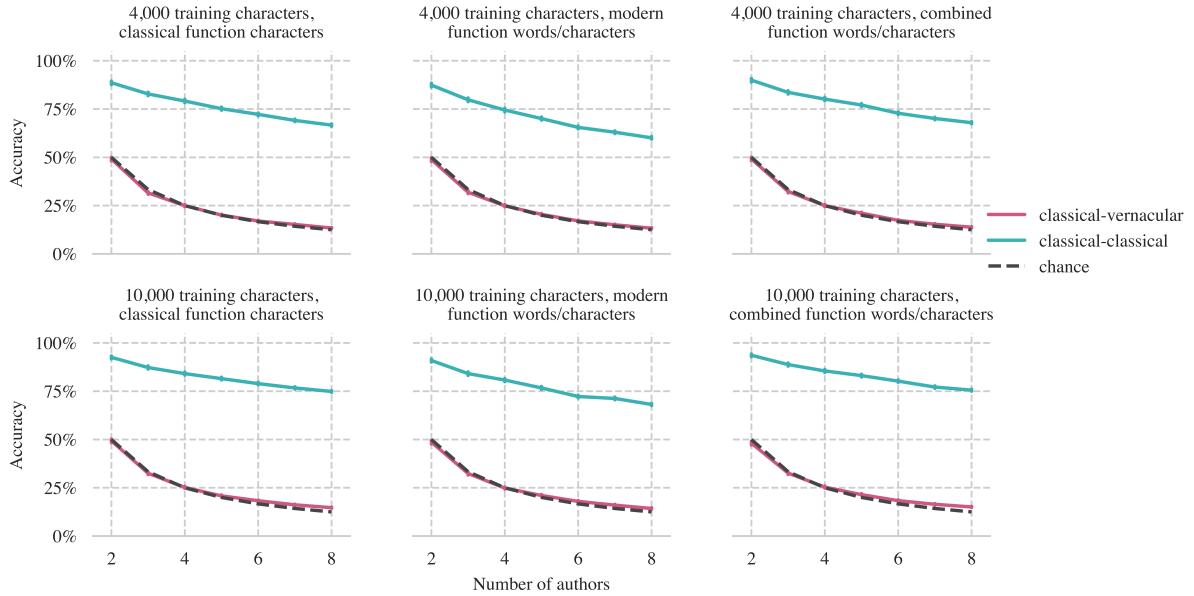 4,000 training characters,
classical function characters
4,000 training characters, modern
function words/characters
4,000 training characters, combined
function words/characters
100%
75%
50%
25%
0%
Accuracy
classical-vernacular
classical-classical
chance
10,000 training characters,
classical function characters
10,000 training characters, modern
function words/characters
10,000 training characters,
combined function words/characters
100%
75%
50%
25%
0%
Accuracy
2 4 6 8
2 4 6 8
2 4 6 8
Number of authors